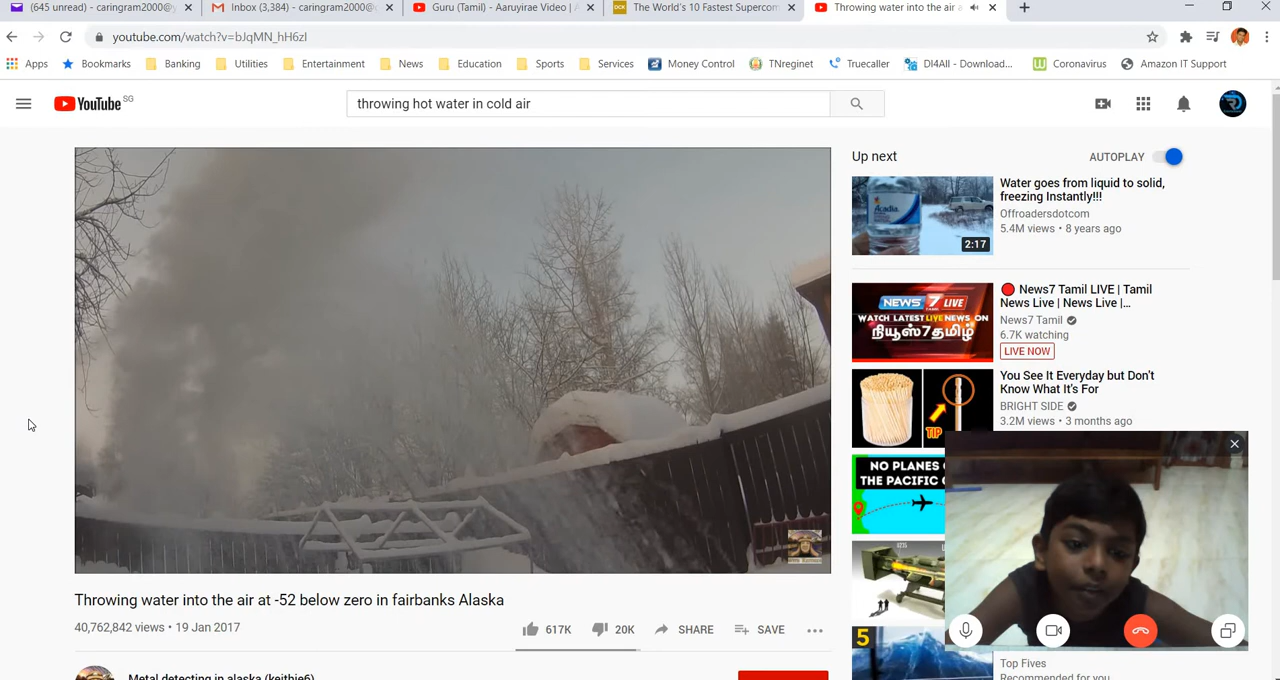 (645 unread) - caringram2000@y
Inbox (3,384) - caringram2000@g
Guru (Tamil) - Aaruyirae Video | A
DCK
The World's 10 Fastest Supercom
Throwing water into the air a
youtube.com/watch?v=bJqMN_hH6zI
Apps
Bookmarks
Banking
Utilities
Entertainment
News
Education
Sports
Services
Money Control
TNreginet
Truecaller
DI4All - Download...
Coronavirus
Amazon IT Support
YouTube SG
throwing hot water in cold air
Up next
AUTOPLAY
Acadia
2:17
Water goes from liquid to solid,
freezing Instantly!!!
Offroadersdotcom
5.4M views • 8 years ago
NEWS 7 LIVE
WATCH LATEST LIVE NEWS ON
நியூஸ்7தமிழ்
News7 Tamil LIVE | Tamil
News Live | News Live |...
News7 Tamil
6.7K watching
LIVE NOW
TIP
You See It Everyday but Don't
Know What It's For
BRIGHT SIDE
3.2M views • 3 months ago
NO PLANES
THE PACIFIC
5
Throwing water into the air at -52 below zero in fairbanks Alaska
40,762,842 views • 19 Jan 2017
617K
20K
SHARE
SAVE
Metal detecting in alaska (keithie6)
Top Fives
Recommended for you